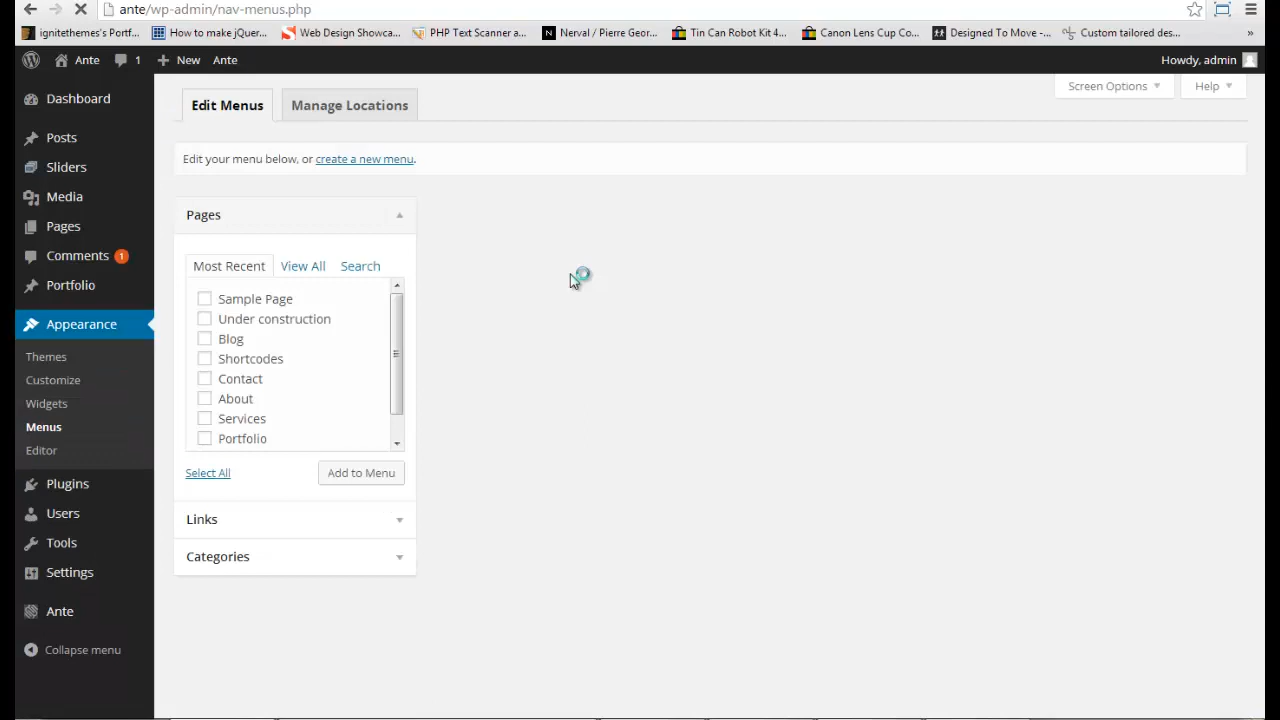 ante/wp-admin/nav-menus.php
ignitethemes's Portf...
How to make jQuer...
Web Design Showca...
PHP Text Scanner a...
Nerval / Pierre Geor...
Tin Can Robot Kit 4...
Canon Lens Cup Co...
Designed To Move -...
Custom tailored des...
»
Ante
1
New
Ante
Howdy, admin
Dashboard
Posts
Sliders
Media
Pages
Comments 1
Portfolio
Appearance
Themes
Customize
Widgets
Menus
Editor
Plugins
Users
Tools
Settings
Ante
Collapse menu
Screen Options
Help
Edit Menus
Manage Locations
Edit your menu below, or create a new menu.
Pages
Most Recent
View All
Search
Sample Page
Under construction
Blog
Shortcodes
Contact
About
Services
Portfolio
Select All
Add to Menu
Links
Categories